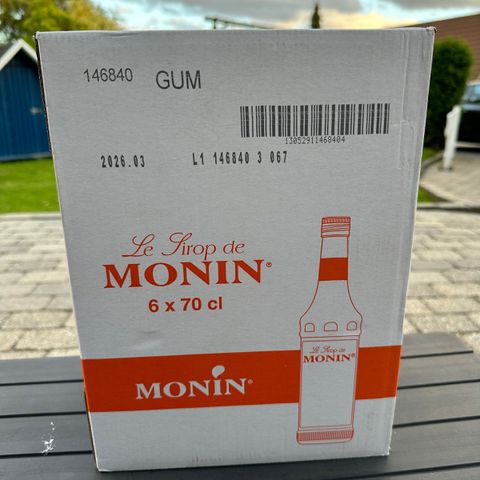 146840 GUM
13052911468404
2026.03 L1 146840 3 067
Le Sirop de
MONIN®
6 x 70 cl
Le Sirop de
MONIN
MONIN®